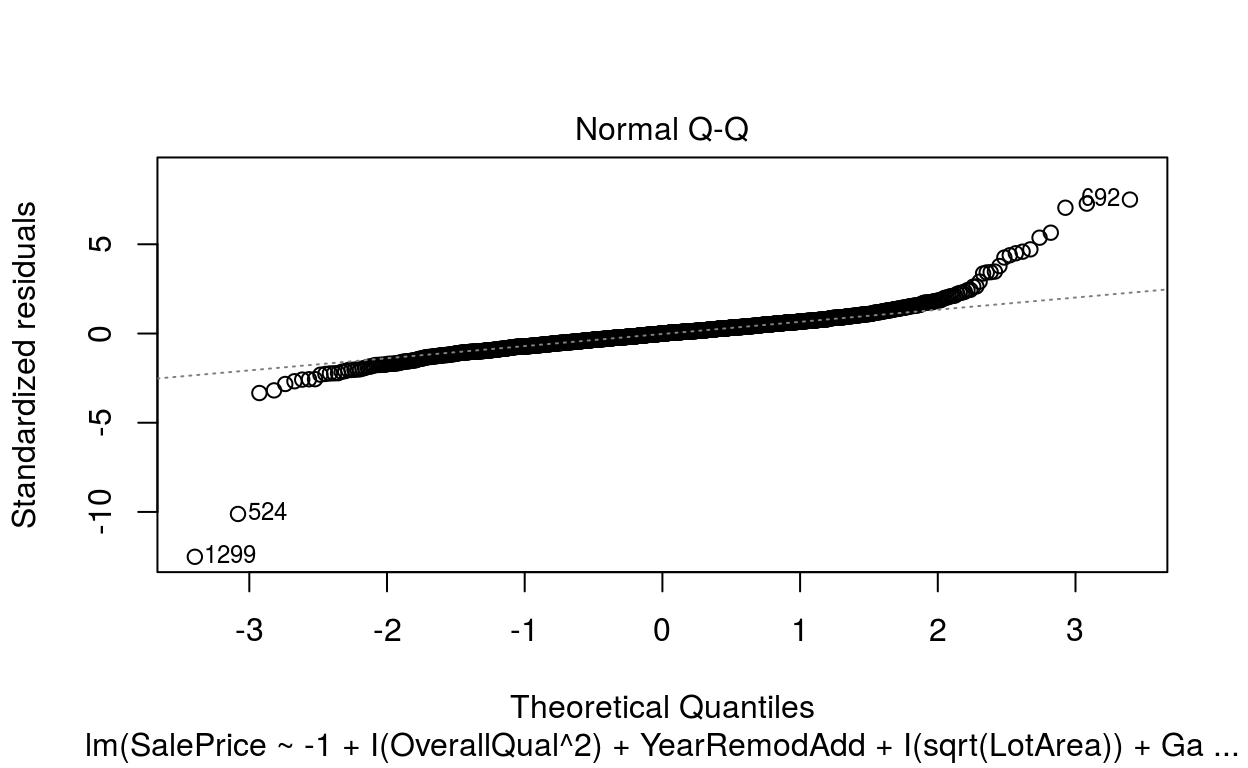 Normal Q-Q
Standardized residuals
5
0
-5
-10
692
524
1299
-3 -2 -1 0 1 2 3
Theoretical Quantiles
lm(SalePrice ~ -1 + I(OverallQual^2) + YearRemodAdd + I(sqrt(LotArea)) + Ga ...